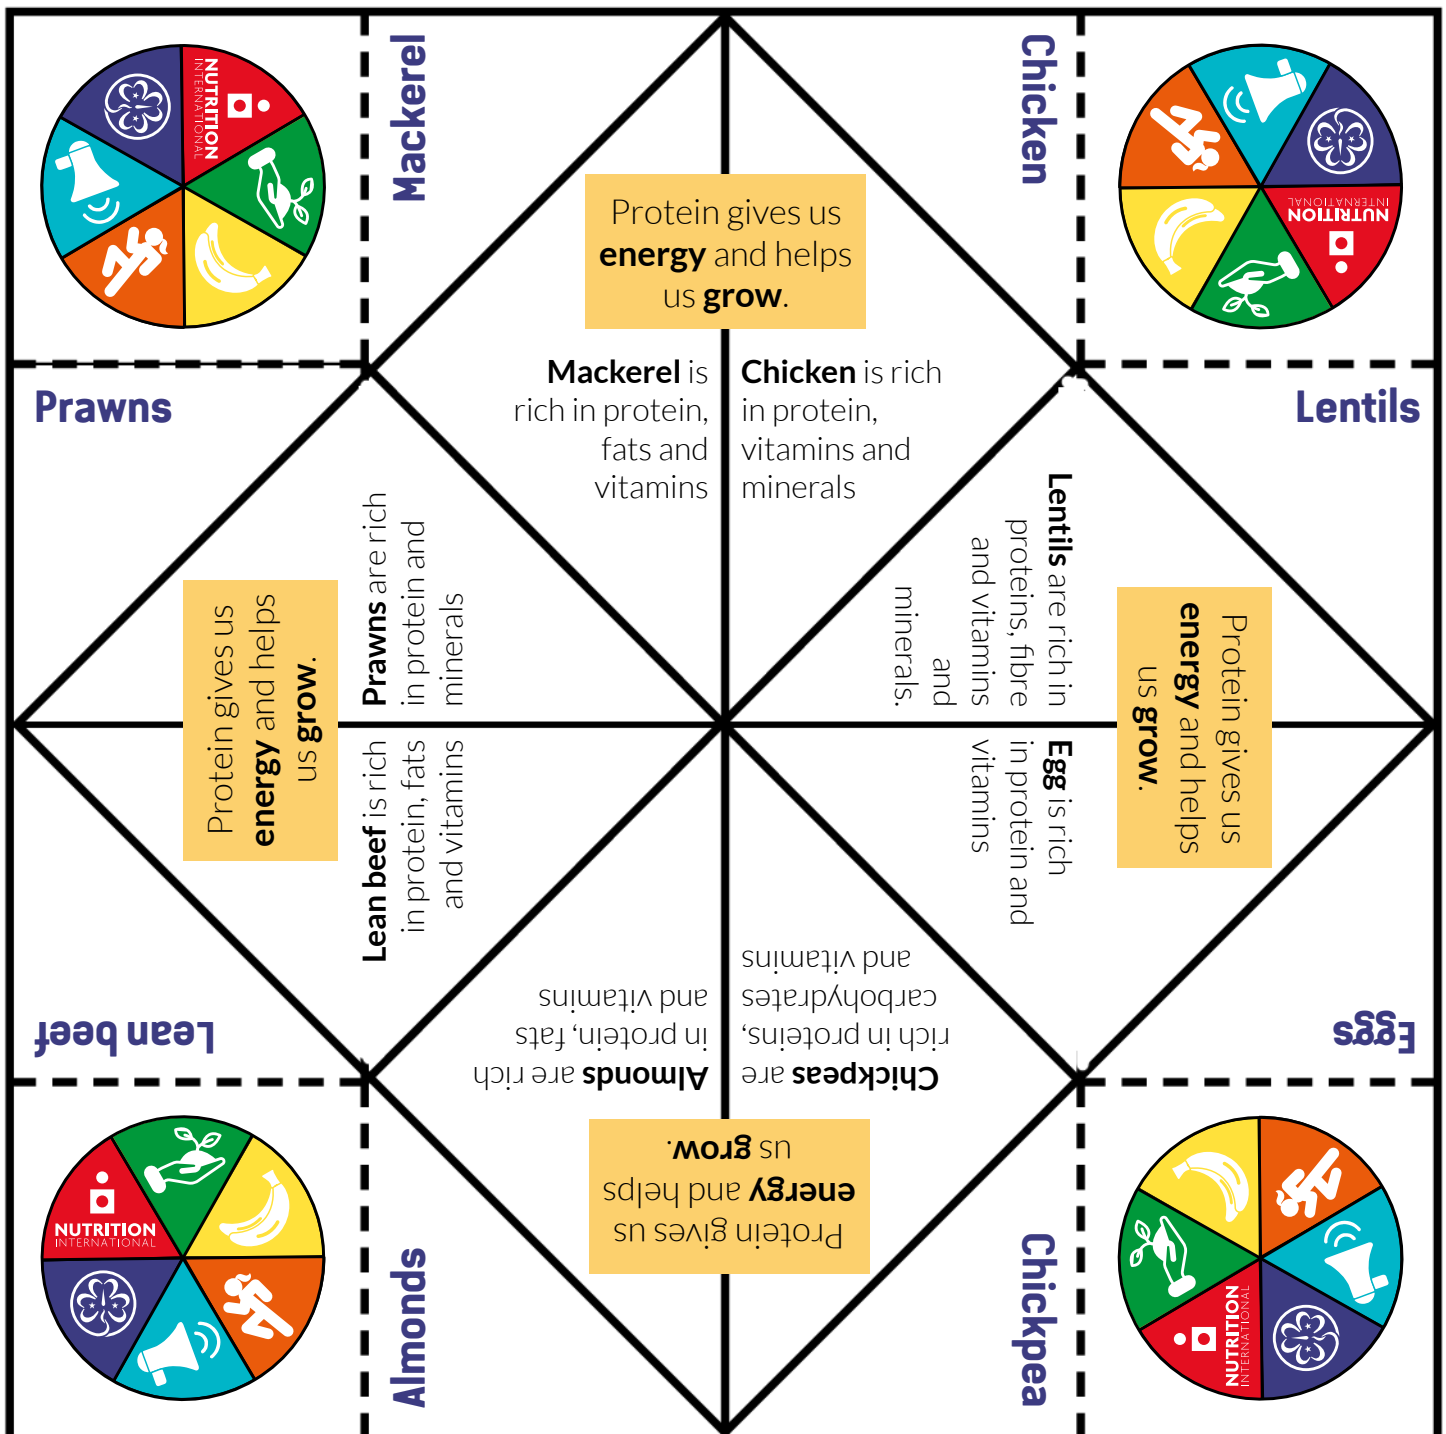 Mackerel
Chicken
NUTRITION
INTERNATIONAL
NUTRITION
INTERNATIONAL
Protein gives us
energy and helps
us grow.
Mackerel is
rich in protein,
fats and
vitamins
Chicken is rich
in protein,
vitamins and
minerals
Prawns
Lentils
Prawns are rich
in protein and
minerals
Lentils are rich in
proteins, fibre
and vitamins
and
minerals.
Protein gives us
energy and helps
us grow.
Protein gives us
energy and helps
us grow.
Lean beef is rich
in protein, fats
and vitamins
Egg is rich
in protein and
vitamins
Lean beef
Eggs
Almonds are rich
in protein, fats
and vitamins
Chickpeas are
rich in proteins,
carbohydrates
and vitamins
Protein gives us
energy and helps
us grow.
NUTRITION
INTERNATIONAL
Almonds
Chickpea
NUTRITION
INTERNATIONAL